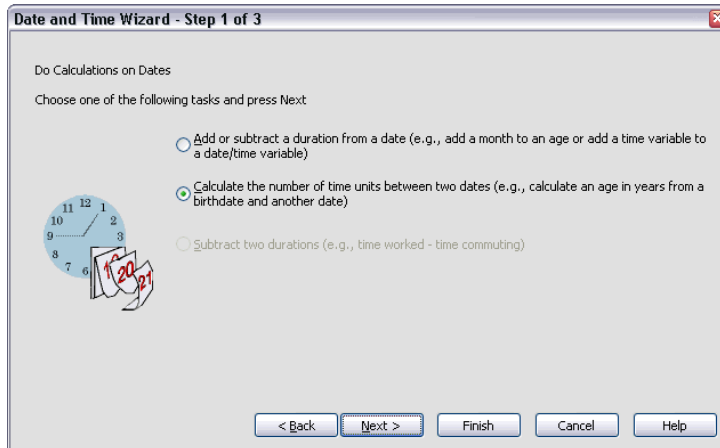 Date and Time Wizard - Step 1 of 3
Do Calculations on Dates
Choose one of the following tasks and press Next
Add or subtract a duration from a date (e.g., add a month to an age or add a time variable to
a date/time variable)
Calculate the number of time units between two dates (e.g., calculate an age in years from a
birthdate and another date)
Subtract two durations (e.g., time worked - time commuting)
11 12 1
10 2
9 3
8
7 6
19 20 21
< Back Next > Finish Cancel Help